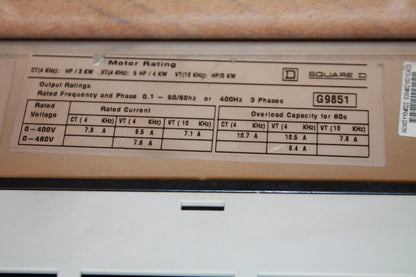 Motor Rating
CT(4 KHz): HP/3 KW VT(4 KHz): 5 HP/4 KW VT(10 KHz): HP/3 KW
D SQUARE D
Output Ratings
Rated Frequency and Phase 0.1 - 50/60hz or 400Hz 3 Phases G9851
Rated Voltage Rated Current Overload Capacity for 60s
CT (4 KHz) VT (4 KHz) VT (10 KHz) CT (4 KHz) VT (4 KHz) VT (10 KHz)
0-400V 7.8 A 9.5 A 7.1 A 10.7 A 10.5 A 7.8 A
0-460V 7.6 A 8.4 A